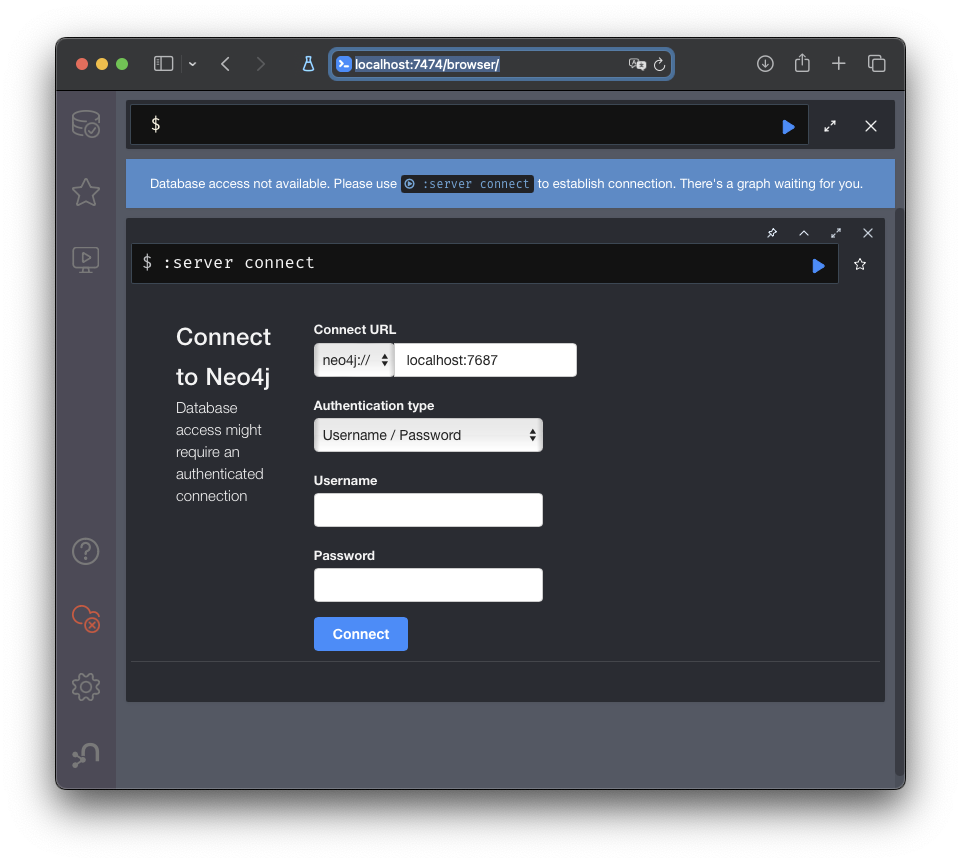 localhost:7474/browser/
$
Database access not available. Please use :server connect to establish connection. There's a graph waiting for you.
$ :server connect
Connect
to Neo4j
Database
access might
require an
authenticated
connection
Connect URL
neo4j:// localhost:7687
Authentication type
Username / Password
Username
Password
Connect